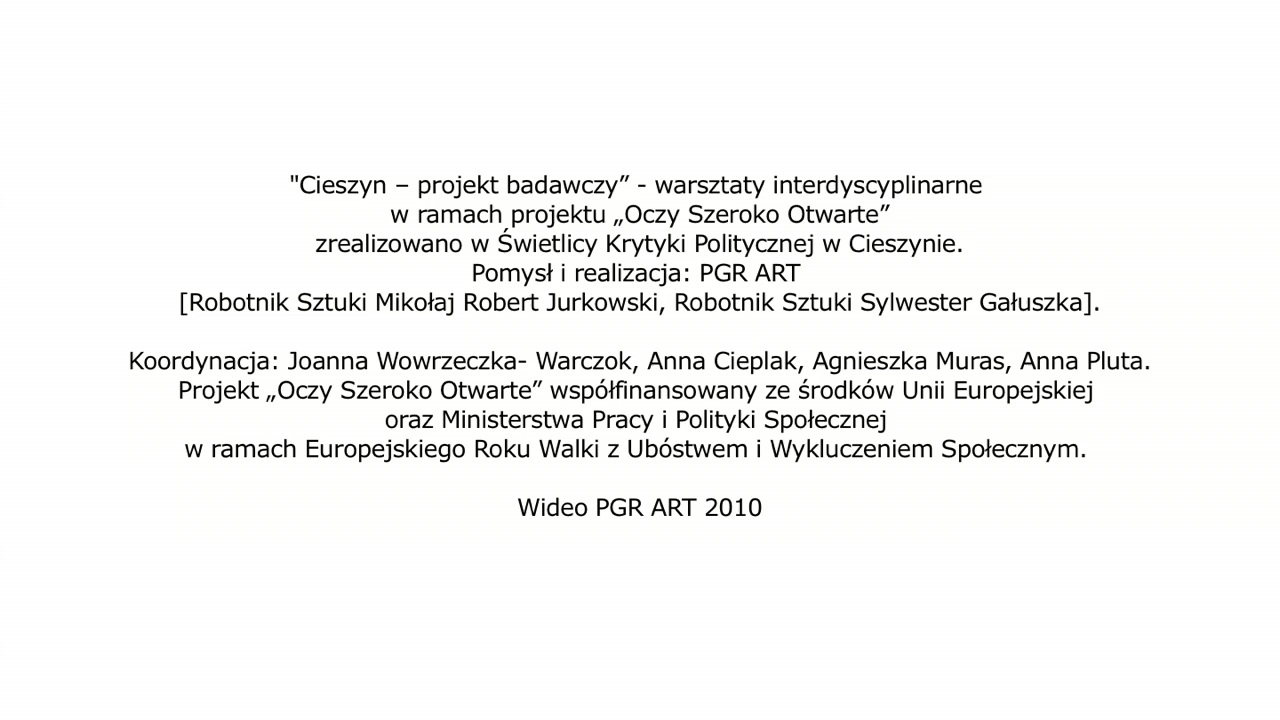 "Cieszyn – projekt badawczy” - warsztaty interdyscyplinarne
w ramach projektu „Oczy Szeroko Otwarte”
zrealizowano w Świetlicy Krytyki Politycznej w Cieszynie.
Pomysł i realizacja: PGR ART
[Robotnik Sztuki Mikołaj Robert Jurkowski, Robotnik Sztuki Sylwester Gałuszka].
Koordynacja: Joanna Wowrzeczka- Warczok, Anna Cieplak, Agnieszka Muras, Anna Pluta.
Projekt „Oczy Szeroko Otwarte” współfinansowany ze środków Unii Europejskiej
oraz Ministerstwa Pracy i Polityki Społecznej
w ramach Europejskiego Roku Walki z Ubóstwem i Wykluczeniem Społecznym.
Wideo PGR ART 2010